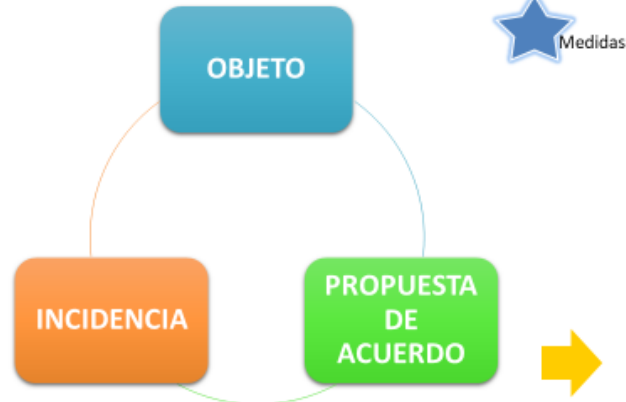 OBJETO
Medidas
INCIDENCIA
PROPUESTA
DE
ACUERDO